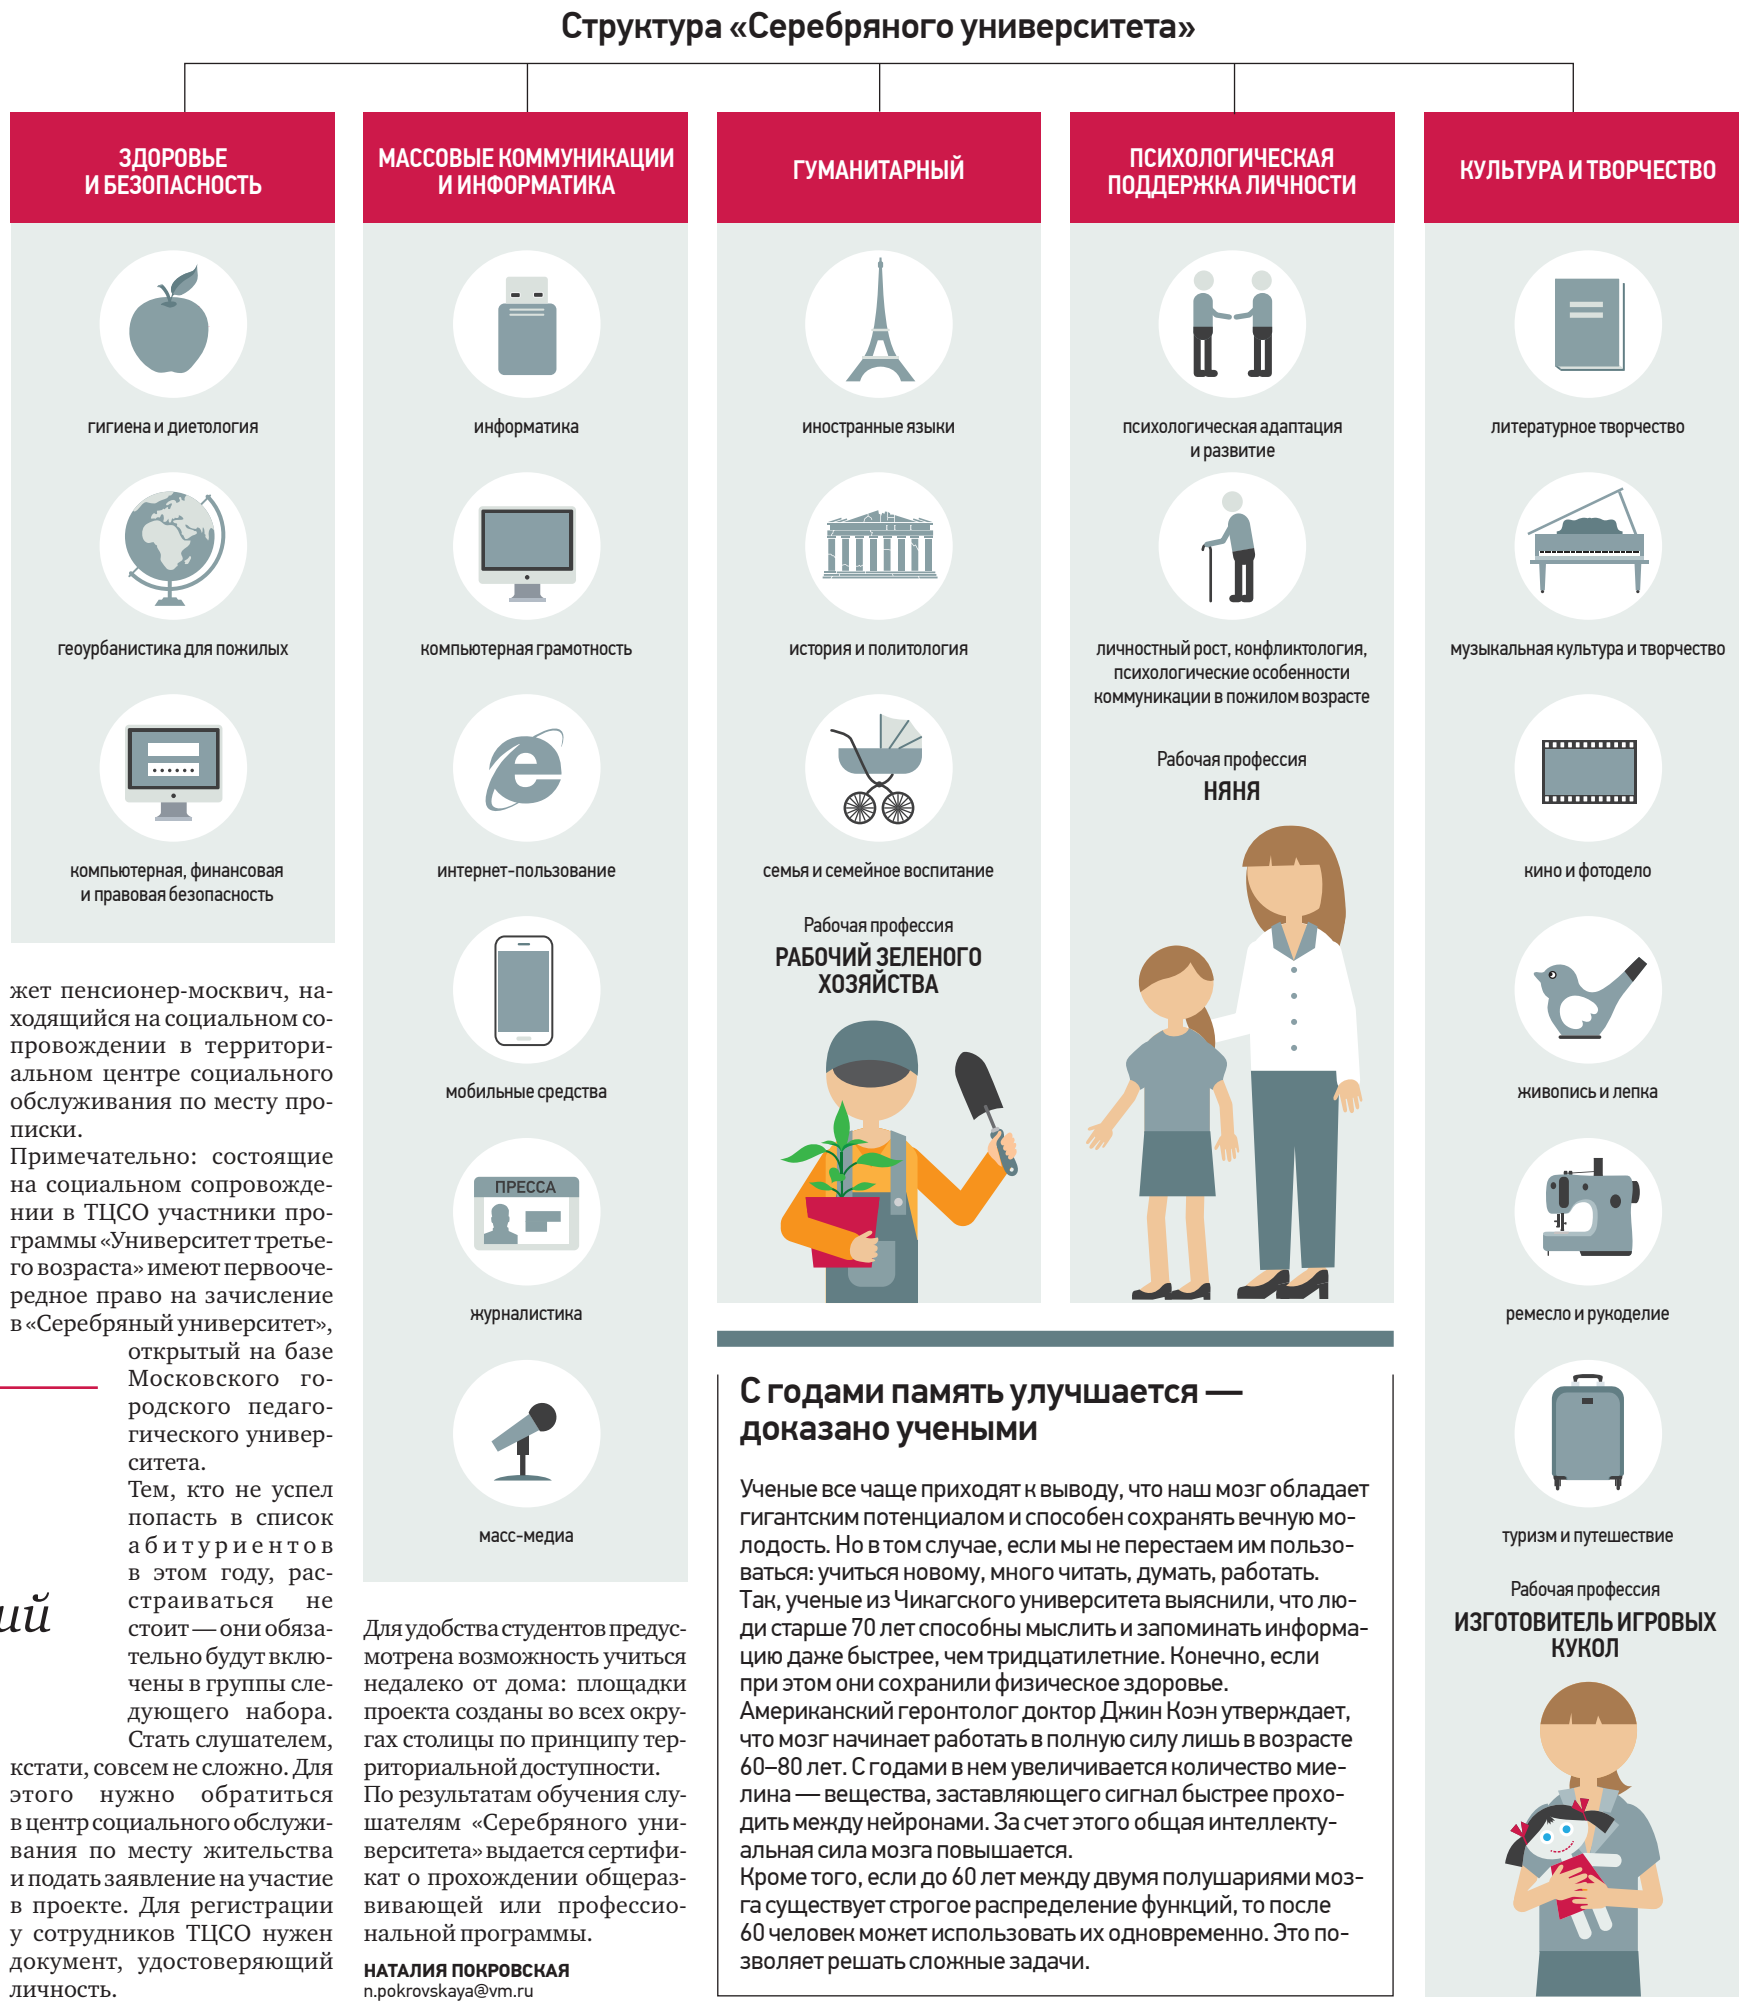 Структура «Серебряного университета»
ЗДОРОВЬЕ
И БЕЗОПАСНОСТЬ
гигиена и диетология
геоурбанистика для пожилых
компьютерная, финансовая
и правовая безопасность
МАССОВЫЕ КОММУНИКАЦИИ
И ИНФОРМАТИКА
информатика
компьютерная грамотность
интернет-пользование
мобильные средства
ПРЕССА
журналистика
масс-медиа
ГУМАНИТАРНЫЙ
иностранные языки
история и политология
семья и семейное воспитание
Рабочая профессия
РАБОЧИЙ ЗЕЛЕНОГО
ХОЗЯЙСТВА
ПСИХОЛОГИЧЕСКАЯ
ПОДДЕРЖКА ЛИЧНОСТИ
психологическая адаптация
и развитие
личностный рост, конфликтология,
психологические особенности
коммуникации в пожилом возрасте
Рабочая профессия
НЯНЯ
КУЛЬТУРА И ТВОРЧЕСТВО
литературное творчество
музыкальная культура и творчество
кино и фотодело
живопись и лепка
ремесло и рукоделие
туризм и путешествие
Рабочая профессия
ИЗГОТОВИТЕЛЬ ИГРОВЫХ
КУКОЛ
жет пенсионер-москвич, на-
ходящийся на социальном со-
провождении в территори-
альном центре социального
обслуживания по месту про-
писки.
Примечательно: состоящие
на социальном сопровожде-
нии в ТЦСО участники про-
граммы «Университет третье-
го возраста» имеют первооче-
редное право на зачисление
в «Серебряный университет»,
открытый на базе
Московского го-
родского педаго-
гического универ-
ситета.
Тем, кто не успел
попасть в список
абитуриентов
в этом году, рас-
страиваться не
стоит — они обяза-
тельно будут вклю-
чены в группы сле-
дующего набора.
Стать слушателем,
кстати, совсем не сложно. Для
этого нужно обратиться
в центр социального обслужи-
вания по месту жительства
и подать заявление на участие
в проекте. Для регистрации
у сотрудников ТЦСО нужен
документ, удостоверяющий
личность.
ий
Для удобства студентов предус-
мотрена возможность учиться
недалеко от дома: площадки
проекта созданы во всех окру-
гах столицы по принципу тер-
риториальной доступности.
По результатам обучения слу-
шателям «Серебряного уни-
верситета» выдается сертифи-
кат о прохождении общераз-
вивающей или профессио-
нальной программы.
НАТАЛИЯ ПОКРОВСКАЯ
n.pokrovskaya@vm.ru
С годами память улучшается —
доказано учеными
Ученые все чаще приходят к выводу, что наш мозг обладает
гигантским потенциалом и способен сохранять вечную мо-
лодость. Но в том случае, если мы не перестаем им пользо-
ваться: учиться новому, много читать, думать, работать.
Так, ученые из Чикагского университета выяснили, что лю-
ди старше 70 лет способны мыслить и запоминать информа-
цию даже быстрее, чем тридцатилетние. Конечно, если
при этом они сохранили физическое здоровье.
Американский геронтолог доктор Джин Коэн утверждает,
что мозг начинает работать в полную силу лишь в возрасте
60–80 лет. С годами в нем увеличивается количество мие-
лина — вещества, заставляющего сигнал быстрее прохо-
дить между нейронами. За счет этого общая интеллекту-
альная сила мозга повышается.
Кроме того, если до 60 лет между двумя полушариями моз-
га существует строгое распределение функций, то после
60 человек может использовать их одновременно. Это по-
зволяет решать сложные задачи.